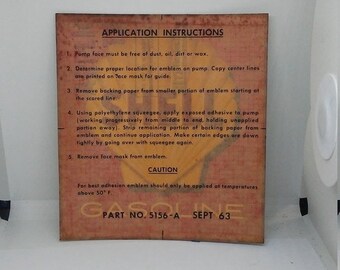 APPLICATION INSTRUCTIONS
1. Pump face must be free of dust, oil, dirt or wax.
2. Determine proper location for emblem on pump. Copy center lines
are printed on face mask for guide.
3. Remove backing paper from smaller portion of emblem starting at
the scored line.
4. Using polyethylene squeegee, apply exposed adhesive to pump
(working progressively from middle to end, holding unapplied
portion away). Strip remaining portion of backing paper from
emblem and continue application. Make certain edges are down
tightly by going over with squeegee again.
5. Remove face mask from emblem.
CAUTION
For best adhesion emblem should only be applied at temperatures
above 50° F.
SHELL
GASOLINE
PART NO. 5156-A SEPT 63